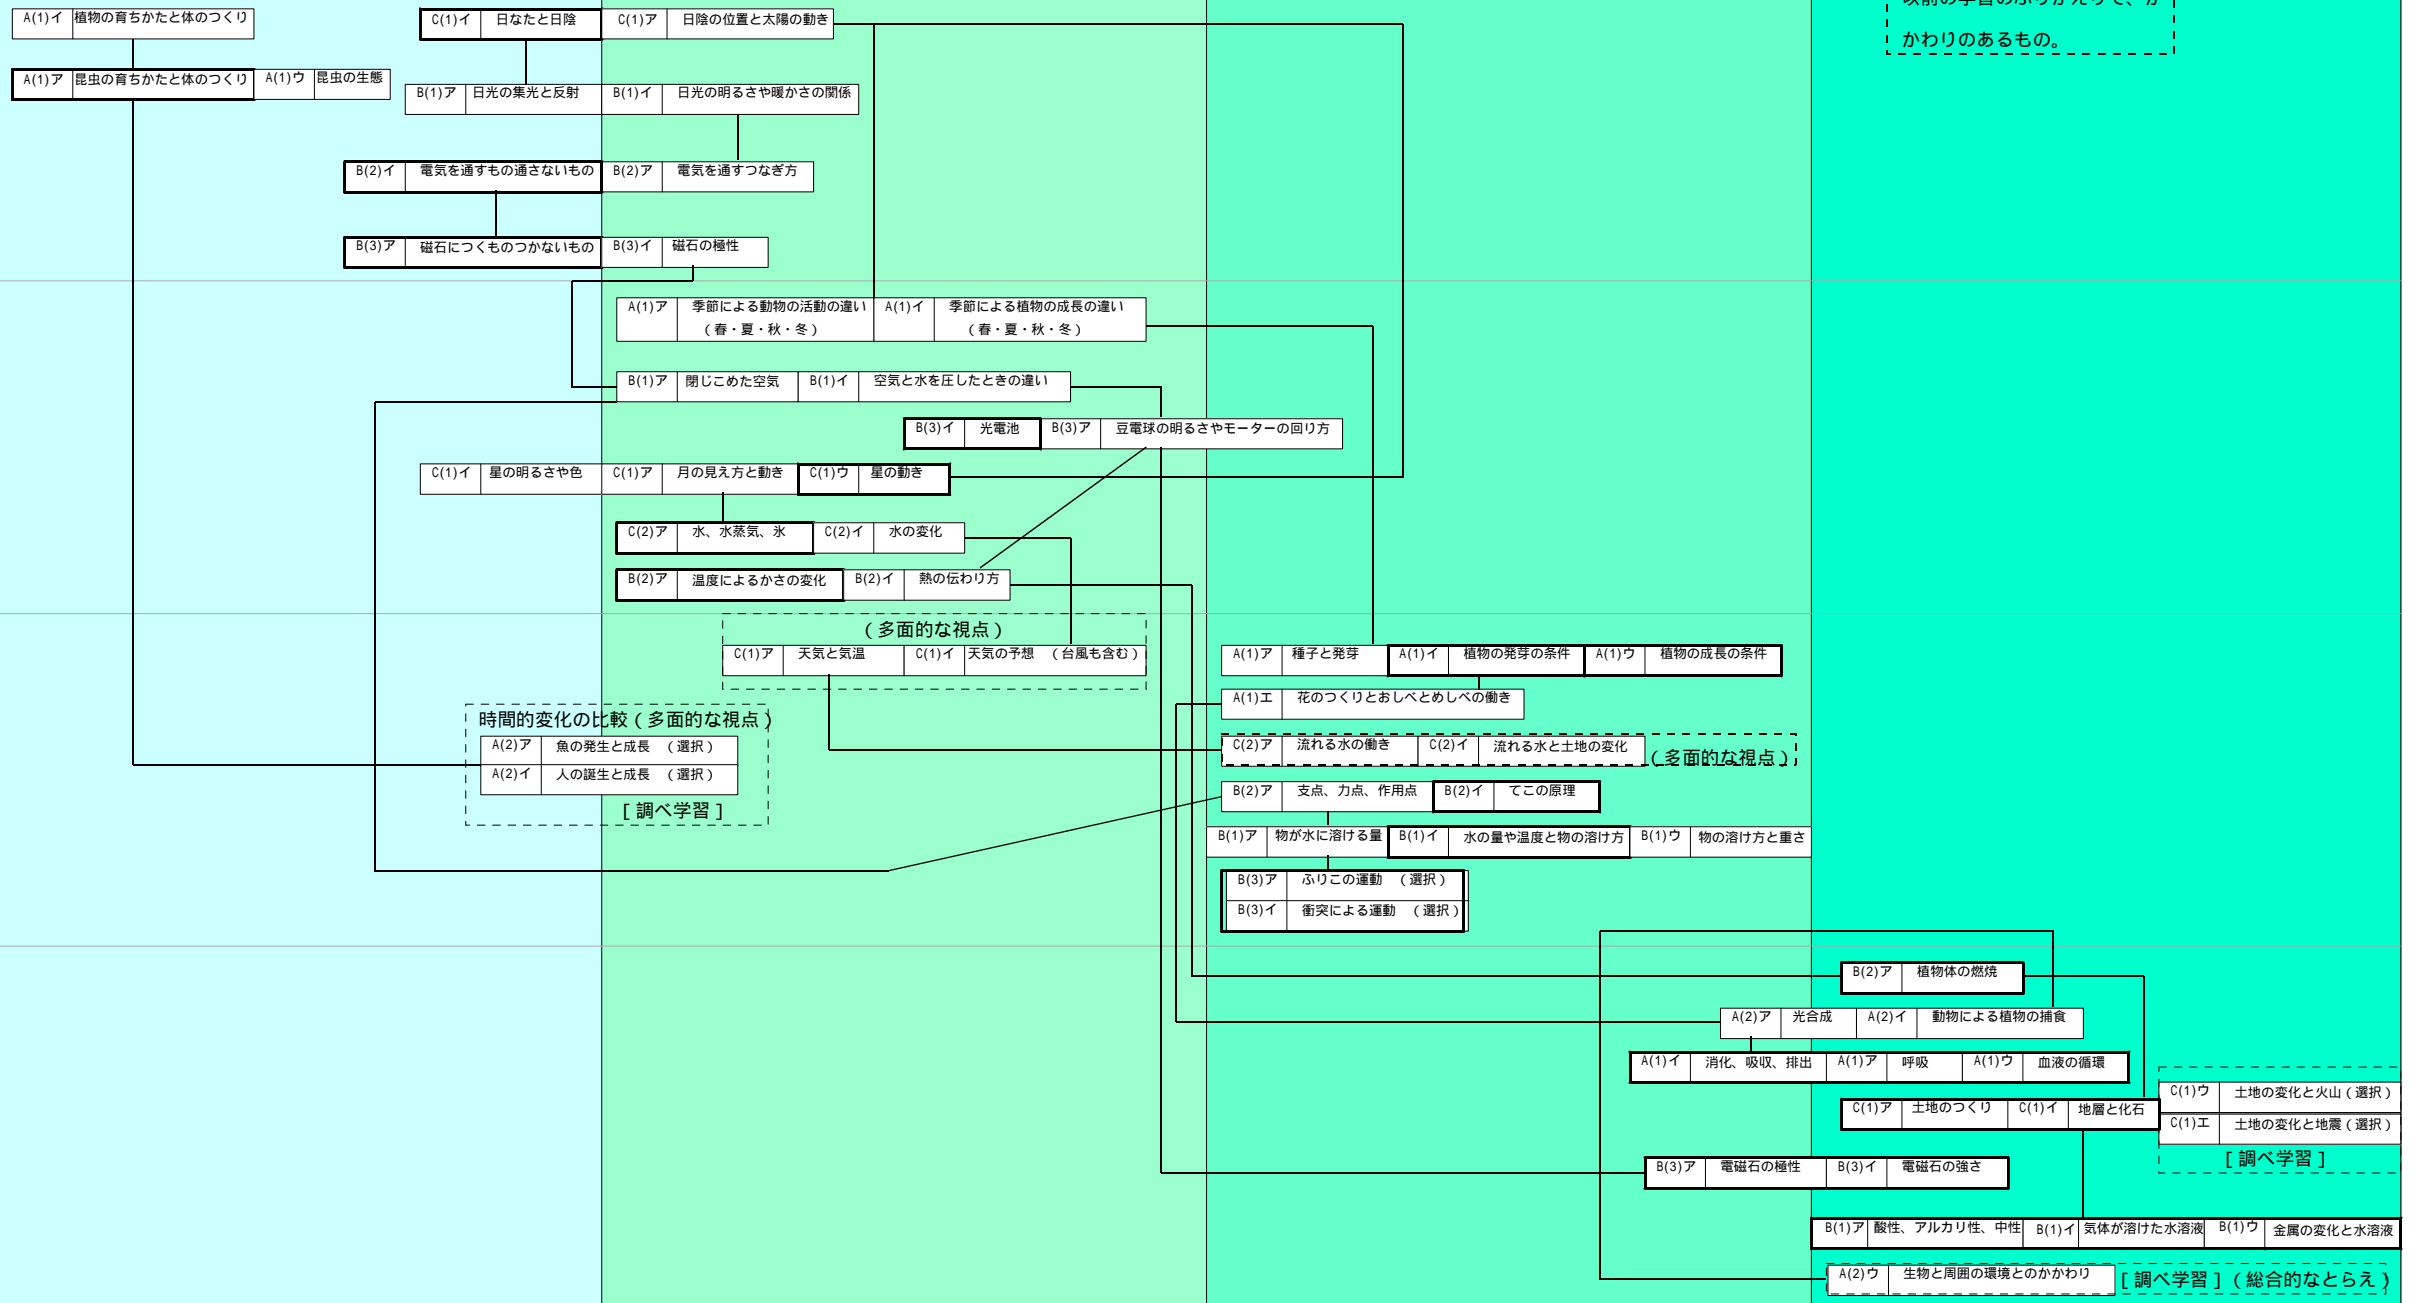 以前の学習のふりかえりで、か
かわりのあるもの。
A(1)イ 植物の育ちかたと体のつくり
C(1)イ 日なたと日陰 C(1)ア 日陰の位置と太陽の動き
A(1)ア 昆虫の育ちかたと体のつくり A(1)ウ 昆虫の生態
B(1)ア 日光の集光と反射 B(1)イ 日光の明るさや暖かさの関係
B(2)イ 電気を通すもの通さないもの B(2)ア 電気を通すつなぎ方
B(3)ア 磁石につくものつかないもの B(3)イ 磁石の極性
A(1)ア 季節による動物の活動の違い A(1)イ 季節による植物の成長の違い
（春・夏・秋・冬） （春・夏・秋・冬）
B(1)ア 閉じこめた空気 B(1)イ 空気と水を圧したときの違い
B(3)イ 光電池 B(3)ア 豆電球の明るさやモーターの回り方
C(1)イ 星の明るさや色 C(1)ア 月の見え方と動き C(1)ウ 星の動き
C(2)ア 水、水蒸気、氷 C(2)イ 水の変化
B(2)ア 温度によるかさの変化 B(2)イ 熱の伝わり方
（多面的な視点）
C(1)ア 天気と気温 C(1)イ 天気の予想 （台風も含む）
A(1)ア 種子と発芽 A(1)イ 植物の発芽の条件 A(1)ウ 植物の成長の条件
A(1)エ 花のつくりとおしべとめしべの働き
時間的変化の比較（多面的な視点）
A(2)ア 魚の発生と成長 （選択）
A(2)イ 人の誕生と成長 （選択）
［調べ学習］
C(2)ア 流れる水の働き C(2)イ 流れる水と土地の変化 （多面的な視点）
B(2)ア 支点、力点、作用点 B(2)イ てこの原理
B(1)ア 物が水に溶ける量 B(1)イ 水の量や温度と物の溶け方 B(1)ウ 物の溶け方と重さ
B(3)ア ふりこの運動 （選択）
B(3)イ 衝突による運動 （選択）
B(2)ア 植物体の燃焼
A(2)ア 光合成 A(2)イ 動物による植物の捕食
A(1)イ 消化、吸収、排出 A(1)ア 呼吸 A(1)ウ 血液の循環
C(1)ア 土地のつくり C(1)イ 地層と化石
C(1)ウ 土地の変化と火山（選択）
C(1)エ 土地の変化と地震（選択）
［調べ学習］
B(3)ア 電磁石の極性 B(3)イ 電磁石の強さ
B(1)ア 酸性、アルカリ性、中性 B(1)イ 気体が溶けた水溶液 B(1)ウ 金属の変化と水溶液
A(2)ウ 生物と周囲の環境とのかかわり ［調べ学習］（総合的なとらえ）